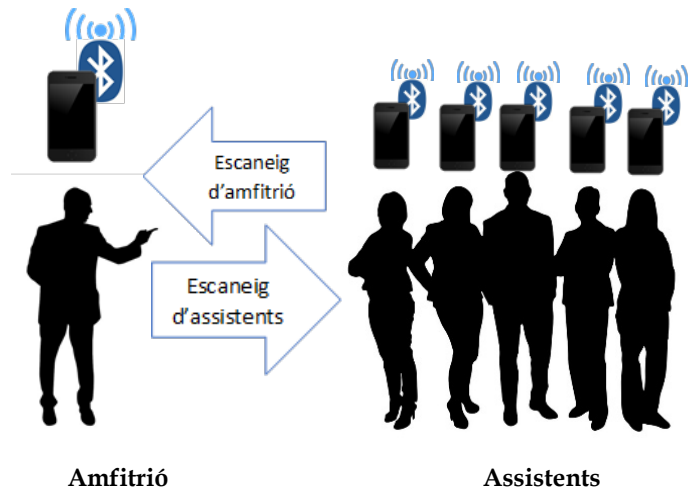 Escaneig
d’amfitrió
Escaneig
d’assistents
Amfitrió
Assistents